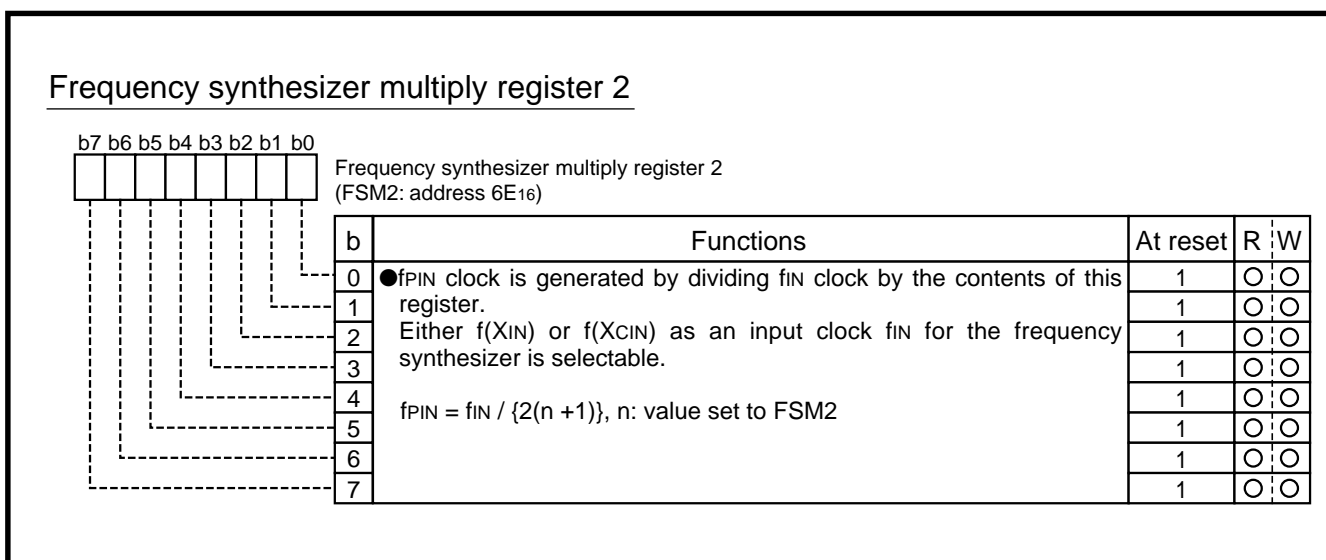 Frequency synthesizer multiply register 2
b7 b6 b5 b4 b3 b2 b1 b0
Frequency synthesizer multiply register 2
(FSM2: address 6E16)
b Functions At reset R W
0 ●fPIN clock is generated by dividing fIN clock by the contents of this 1 O O
1 register. 1 O O
2 Either f(XIN) or f(XCIN) as an input clock fIN for the frequency 1 O O
3 synthesizer is selectable. 1 O O
4 fPIN = fIN / {2(n +1)}, n: value set to FSM2 1 O O
5 1 O O
6 1 O O
7 1 O O